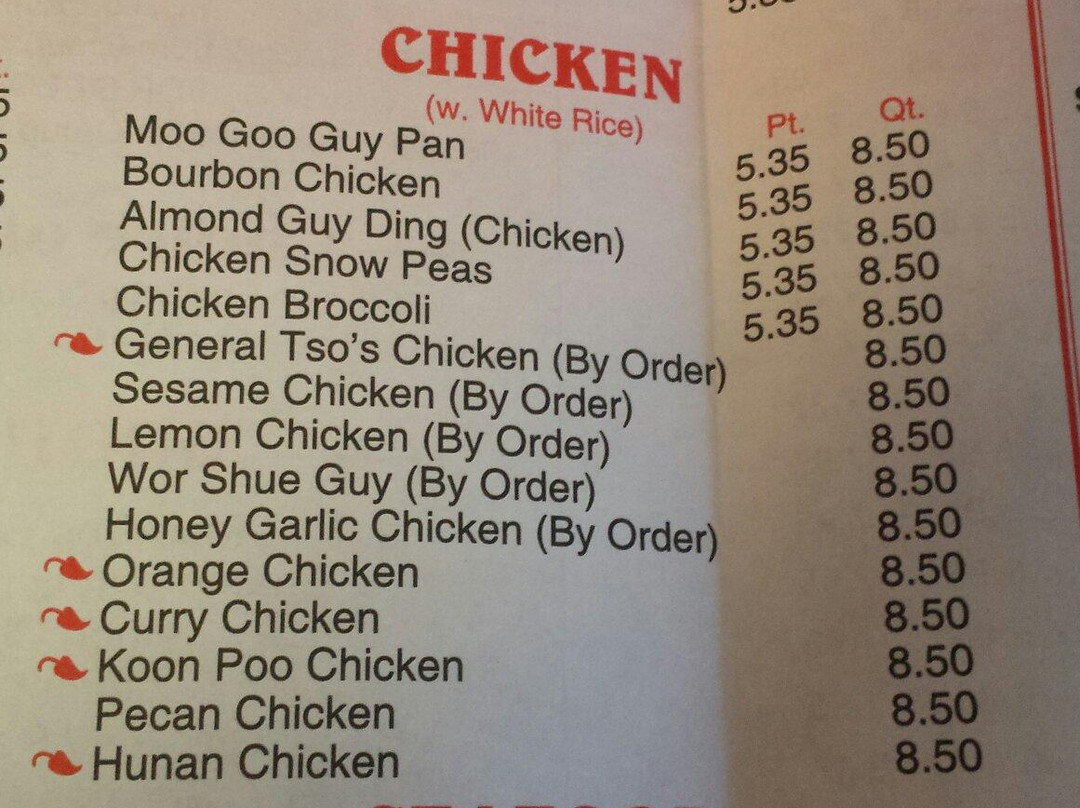 CHICKEN
(w. White Rice)
Pt. Qt.
Moo Goo Guy Pan 5.35 8.50
Bourbon Chicken 5.35 8.50
Almond Guy Ding (Chicken) 5.35 8.50
Chicken Snow Peas 5.35 8.50
Chicken Broccoli 5.35 8.50
General Tso's Chicken (By Order) 8.50
Sesame Chicken (By Order) 8.50
Lemon Chicken (By Order) 8.50
Wor Shue Guy (By Order) 8.50
Honey Garlic Chicken (By Order) 8.50
Orange Chicken 8.50
Curry Chicken 8.50
Koon Poo Chicken 8.50
Pecan Chicken 8.50
Hunan Chicken 8.50